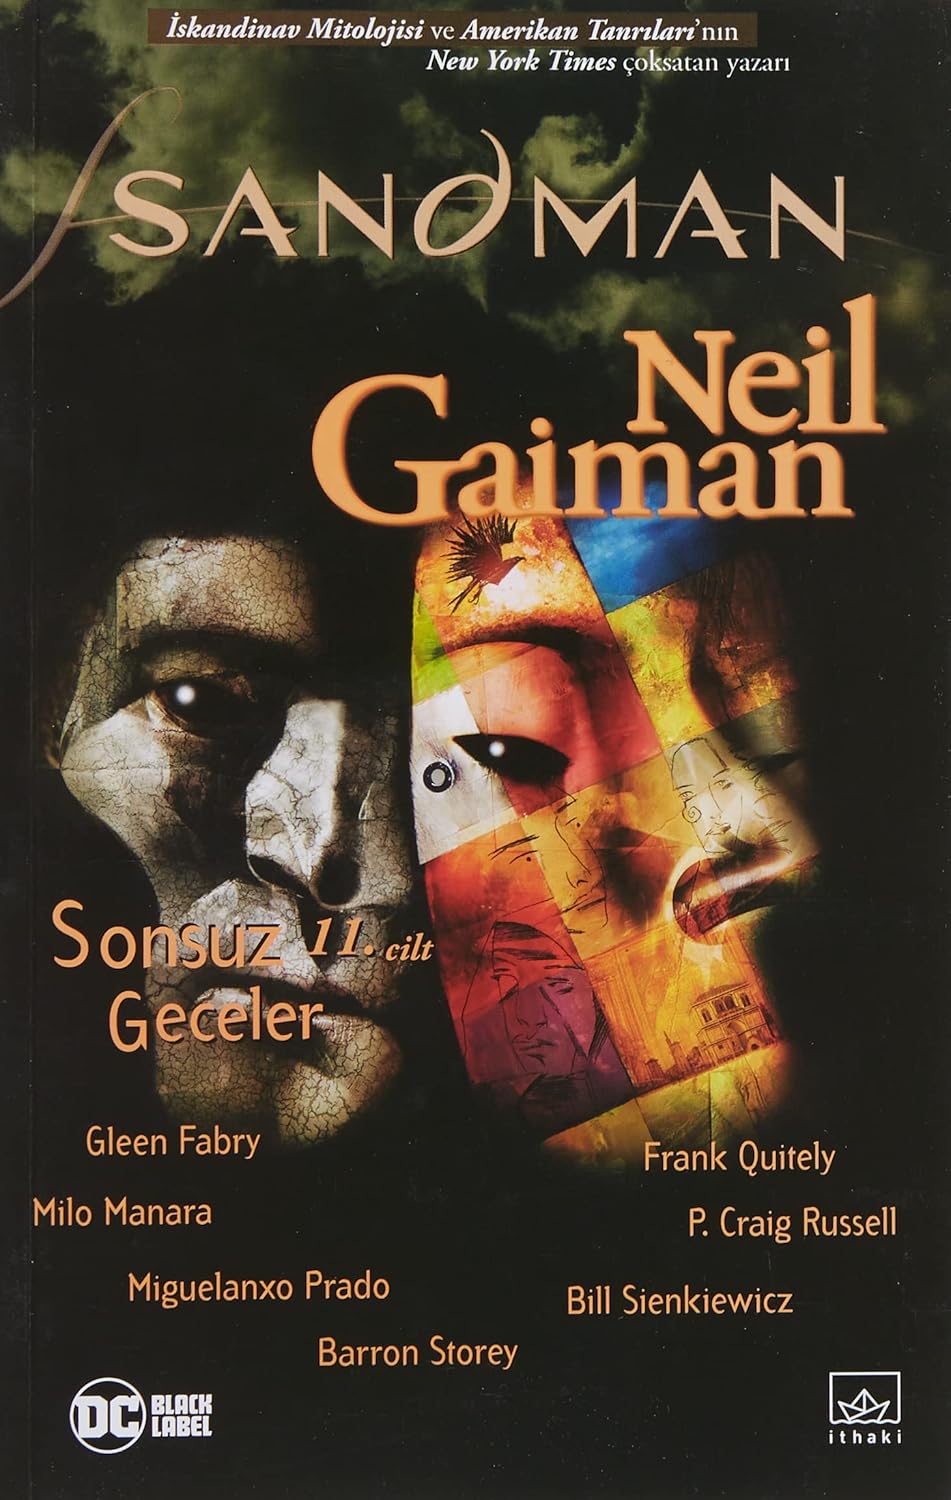 İskandinav Mitolojisi ve Amerikan Tanrıları'nın
New York Times çoksatan yazarı
SANDMAN
Neil
Gaiman
Sonsuz 11. cilt
Geceler
Gleen Fabry
Frank Quitely
Milo Manara
P. Craig Russell
Miguelanxo Prado
Bill Sienkiewicz
Barron Storey
DC BLACK
LABEL
ithaki